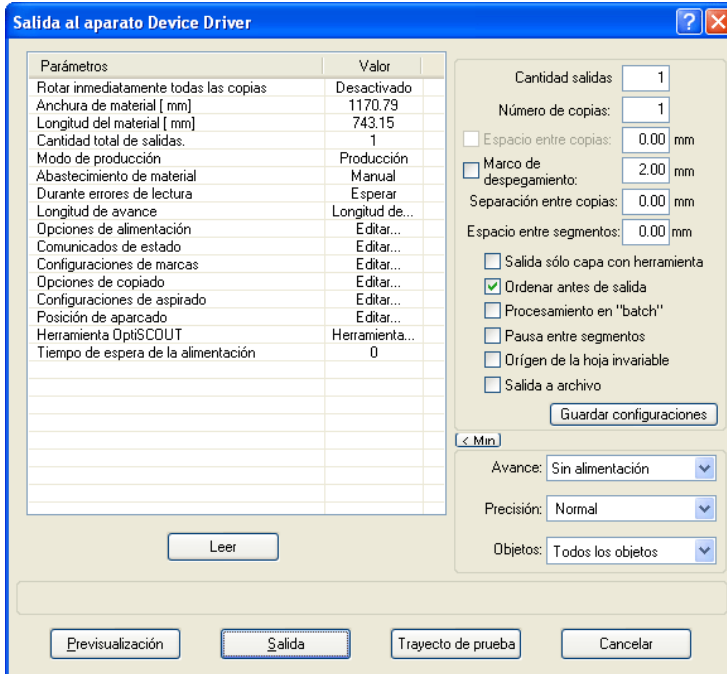 Salida al aparato Device Driver
Parámetros Valor
Rotar inmediatamente todas las copias Desactivado
Anchura de material [ mm] 1170.79
Longitud del material [ mm] 743.15
Cantidad total de salidas. 1
Modo de producción Producción
Abastecimiento de material Manual
Durante errores de lectura Esperar
Longitud de avance Longitud de...
Opciones de alimentación Editar...
Comunicados de estado Editar...
Configuraciones de marcas Editar...
Opciones de copiado Editar...
Configuraciones de aspirado Editar...
Posición de aparcado Editar...
Herramienta OptiSCOUT Herramienta...
Tiempo de espera de la alimentación 0
Leer
Cantidad salidas 1
Número de copias: 1
Espacio entre copias: 0.00 mm
Marco de
despegamiento: 2.00 mm
Separación entre copias: 0.00 mm
Espacio entre segmentos: 0.00 mm
Salida sólo capa con herramienta
Ordenar antes de salida
Procesamiento en "batch"
Pausa entre segmentos
Orígen de la hoja invariable
Salida a archivo
Guardar configuraciones
< Min
Avance: Sin alimentación
Precisión: Normal
Objetos: Todos los objetos
Previsualización
Salida
Trayecto de prueba
Cancelar